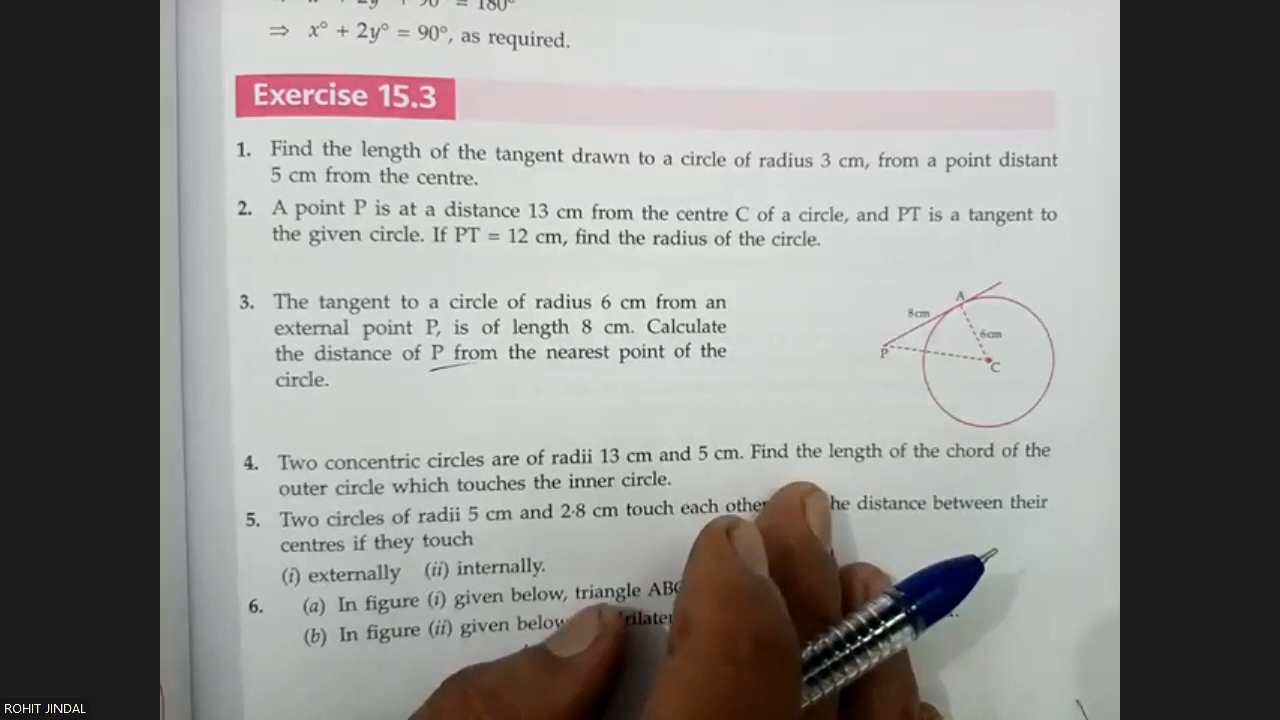 = 180°
⇒ x° + 2y° = 90°, as required.
Exercise 15.3
1. Find the length of the tangent drawn to a circle of radius 3 cm, from a point distant
5 cm from the centre.
2. A point P is at a distance 13 cm from the centre C of a circle, and PT is a tangent to
the given circle. If PT = 12 cm, find the radius of the circle.
3. The tangent to a circle of radius 6 cm from an
external point P, is of length 8 cm. Calculate
the distance of P from the nearest point of the
circle.
A
8cm
6cm
P
C
4. Two concentric circles are of radii 13 cm and 5 cm. Find the length of the chord of the
outer circle which touches the inner circle.
5. Two circles of radii 5 cm and 2·8 cm touch each other distance between their
centres if they touch
(i) externally (ii) internally.
6. (a) In figure (i) given below, triangle
(b) In figure (ii) given
ROHIT JINDAL